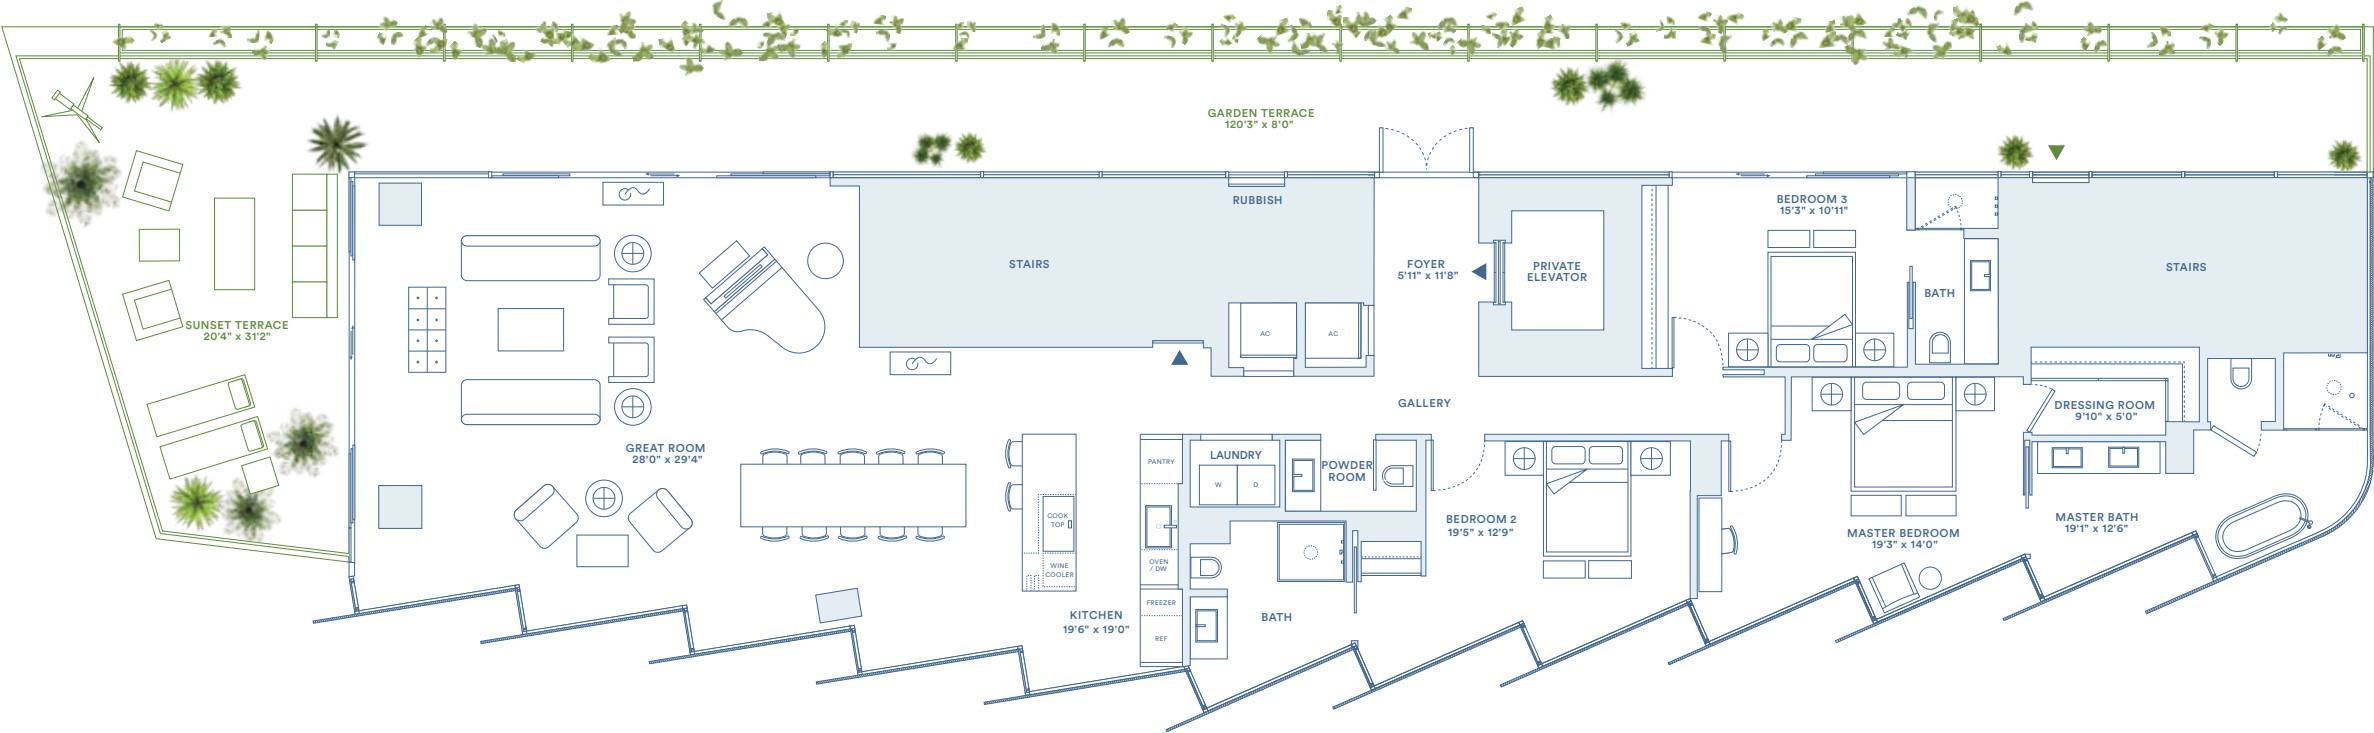 GARDEN TERRACE
120'3" x 8'0"
RUBBISH
BEDROOM 3
15'3" x 10'11"
STAIRS
FOYER
5'11" x 11'8"
PRIVATE
ELEVATOR
STAIRS
BATH
SUNSET TERRACE
20'4" x 31'2"
AC
AC
GALLERY
DRESSING ROOM
9'10" x 5'0"
GREAT ROOM
28'0" x 29'4"
PANTRY
LAUNDRY
W
D
POWDER
ROOM
COOK
TOP
BEDROOM 2
19'5" x 12'9"
MASTER BEDROOM
19'3" x 14'0"
MASTER BATH
19'1" x 12'6"
WINE
COOLER
OVEN
/ DW
FREEZER
REF
KITCHEN
19'6" x 19'0"
BATH